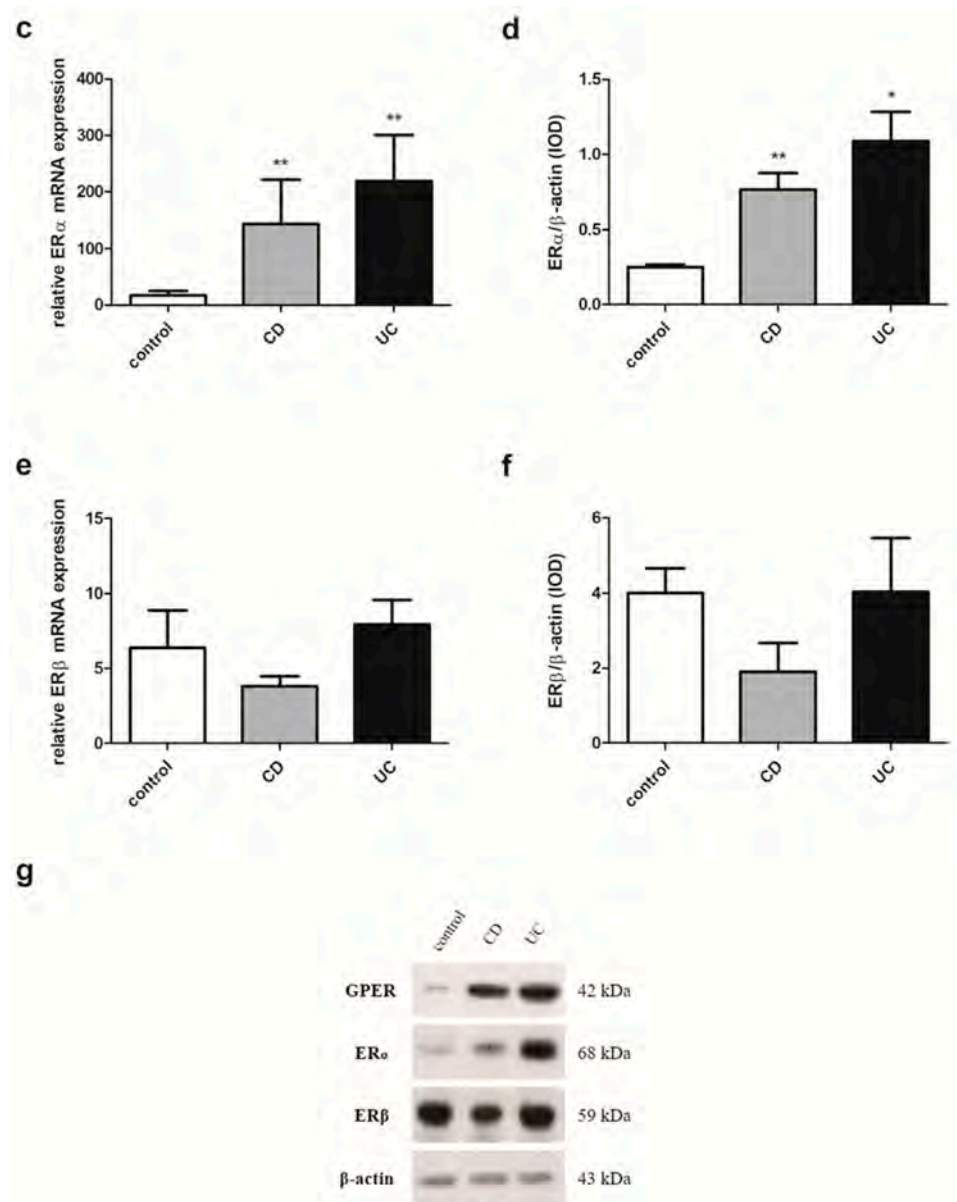 c
relative ERα mRNA expression
400
300
200
100
0
**
**
control
CD
UC
d
ERα/β-actin (IOD)
1.5
1.0
0.5
0.0
**
*
control
CD
UC
e
relative ERβ mRNA expression
15
10
5
0
control
CD
UC
f
ERβ/β-actin (IOD)
6
4
2
0
control
CD
UC
g
control CD UC
GPER 42 kDa
ERα 68 kDa
ERβ 59 kDa
β-actin 43 kDa